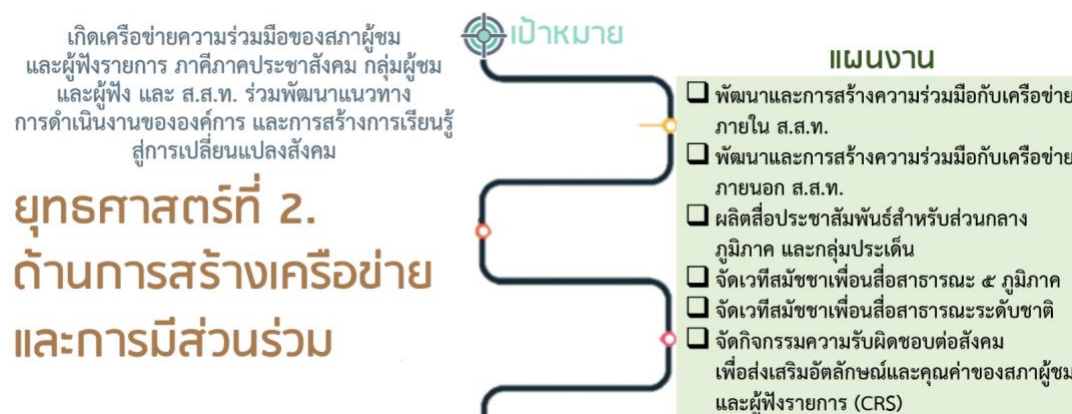 เกิดเครือข่ายความร่วมมือของสภาผู้ชม
และผู้ฟังรายการ ภาคีภาคประชาสังคม กลุ่มผู้ชม
และผู้ฟัง และ ส.ส.ท. ร่วมพัฒนาแนวทาง
การดำเนินงานขององค์การ และการสร้างการเรียนรู้
สู่การเปลี่ยนแปลงสังคม
ยุทธศาสตร์ที่ 2.
ด้านการสร้างเครือข่าย
และการมีส่วนร่วม
เป้าหมาย
แผนงาน
พัฒนาและการสร้างความร่วมมือกับเครือข่าย
ภายใน ส.ส.ท.
พัฒนาและการสร้างความร่วมมือกับเครือข่าย
ภายนอก ส.ส.ท.
ผลิตสื่อประชาสัมพันธ์สำหรับส่วนกลาง
ภูมิภาค และกลุ่มประเด็น
จัดเวทีสมัชชาเพื่อนสื่อสาธารณะ ๕ ภูมิภาค
จัดเวทีสมัชชาเพื่อนสื่อสาธารณะระดับชาติ
จัดกิจกรรมความรับผิดชอบต่อสังคม
เพื่อส่งเสริมอัตลักษณ์และคุณค่าของสภาผู้ชม
และผู้ฟังรายการ (CRS)